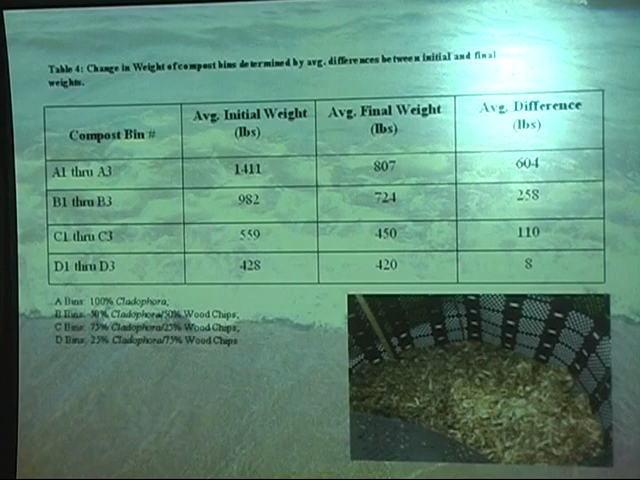 Table 4: Change in Weight of compost bins determined by avg. differences between initial and final
weights.
Compost Bin # Avg. Initial Weight (lbs) Avg. Final Weight (lbs) Avg. Difference (lbs)
A1 thru A3 1411 807 604
B1 thru B3 982 724 258
C1 thru C3 559 450 110
D1 thru D3 428 420 8
A Bins: 100% Cladophora;
B Bins: 50% Cladophora/50% Wood Chips;
C Bins: 75% Cladophora/25% Wood Chips;
D Bins: 25% Cladophora/75% Wood Chips